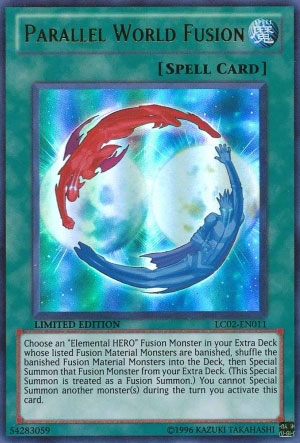 PARALLEL WORLD FUSION
魔
[SPELL CARD]
LIMITED EDITION LC02-EN011
Choose an "Elemental HERO" Fusion Monster in your Extra Deck
whose listed Fusion Material Monsters are banished, shuffle the
banished Fusion Material Monsters into the Deck, then Special
Summon that Fusion Monster from your Extra Deck. (This Special
Summon is treated as a Fusion Summon.) You cannot Special
Summon another monster(s) during the turn you activate this
card.
54283059 ©1996 KAZUKI TAKAHASHI